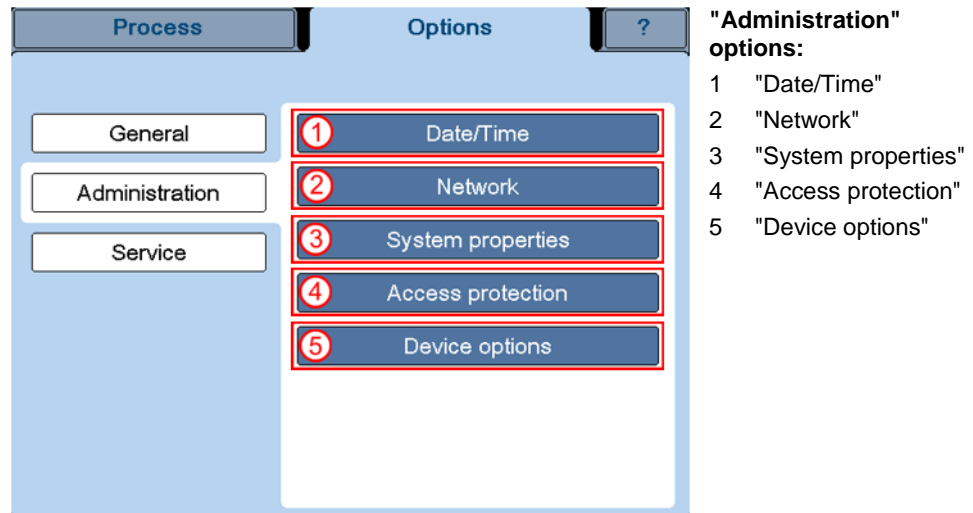 Process
Options
?
General
Administration
Service
1 Date/Time
2 Network
3 System properties
4 Access protection
5 Device options
"Administration"
options:
1 "Date/Time"
2 "Network"
3 "System properties"
4 "Access protection"
5 "Device options"